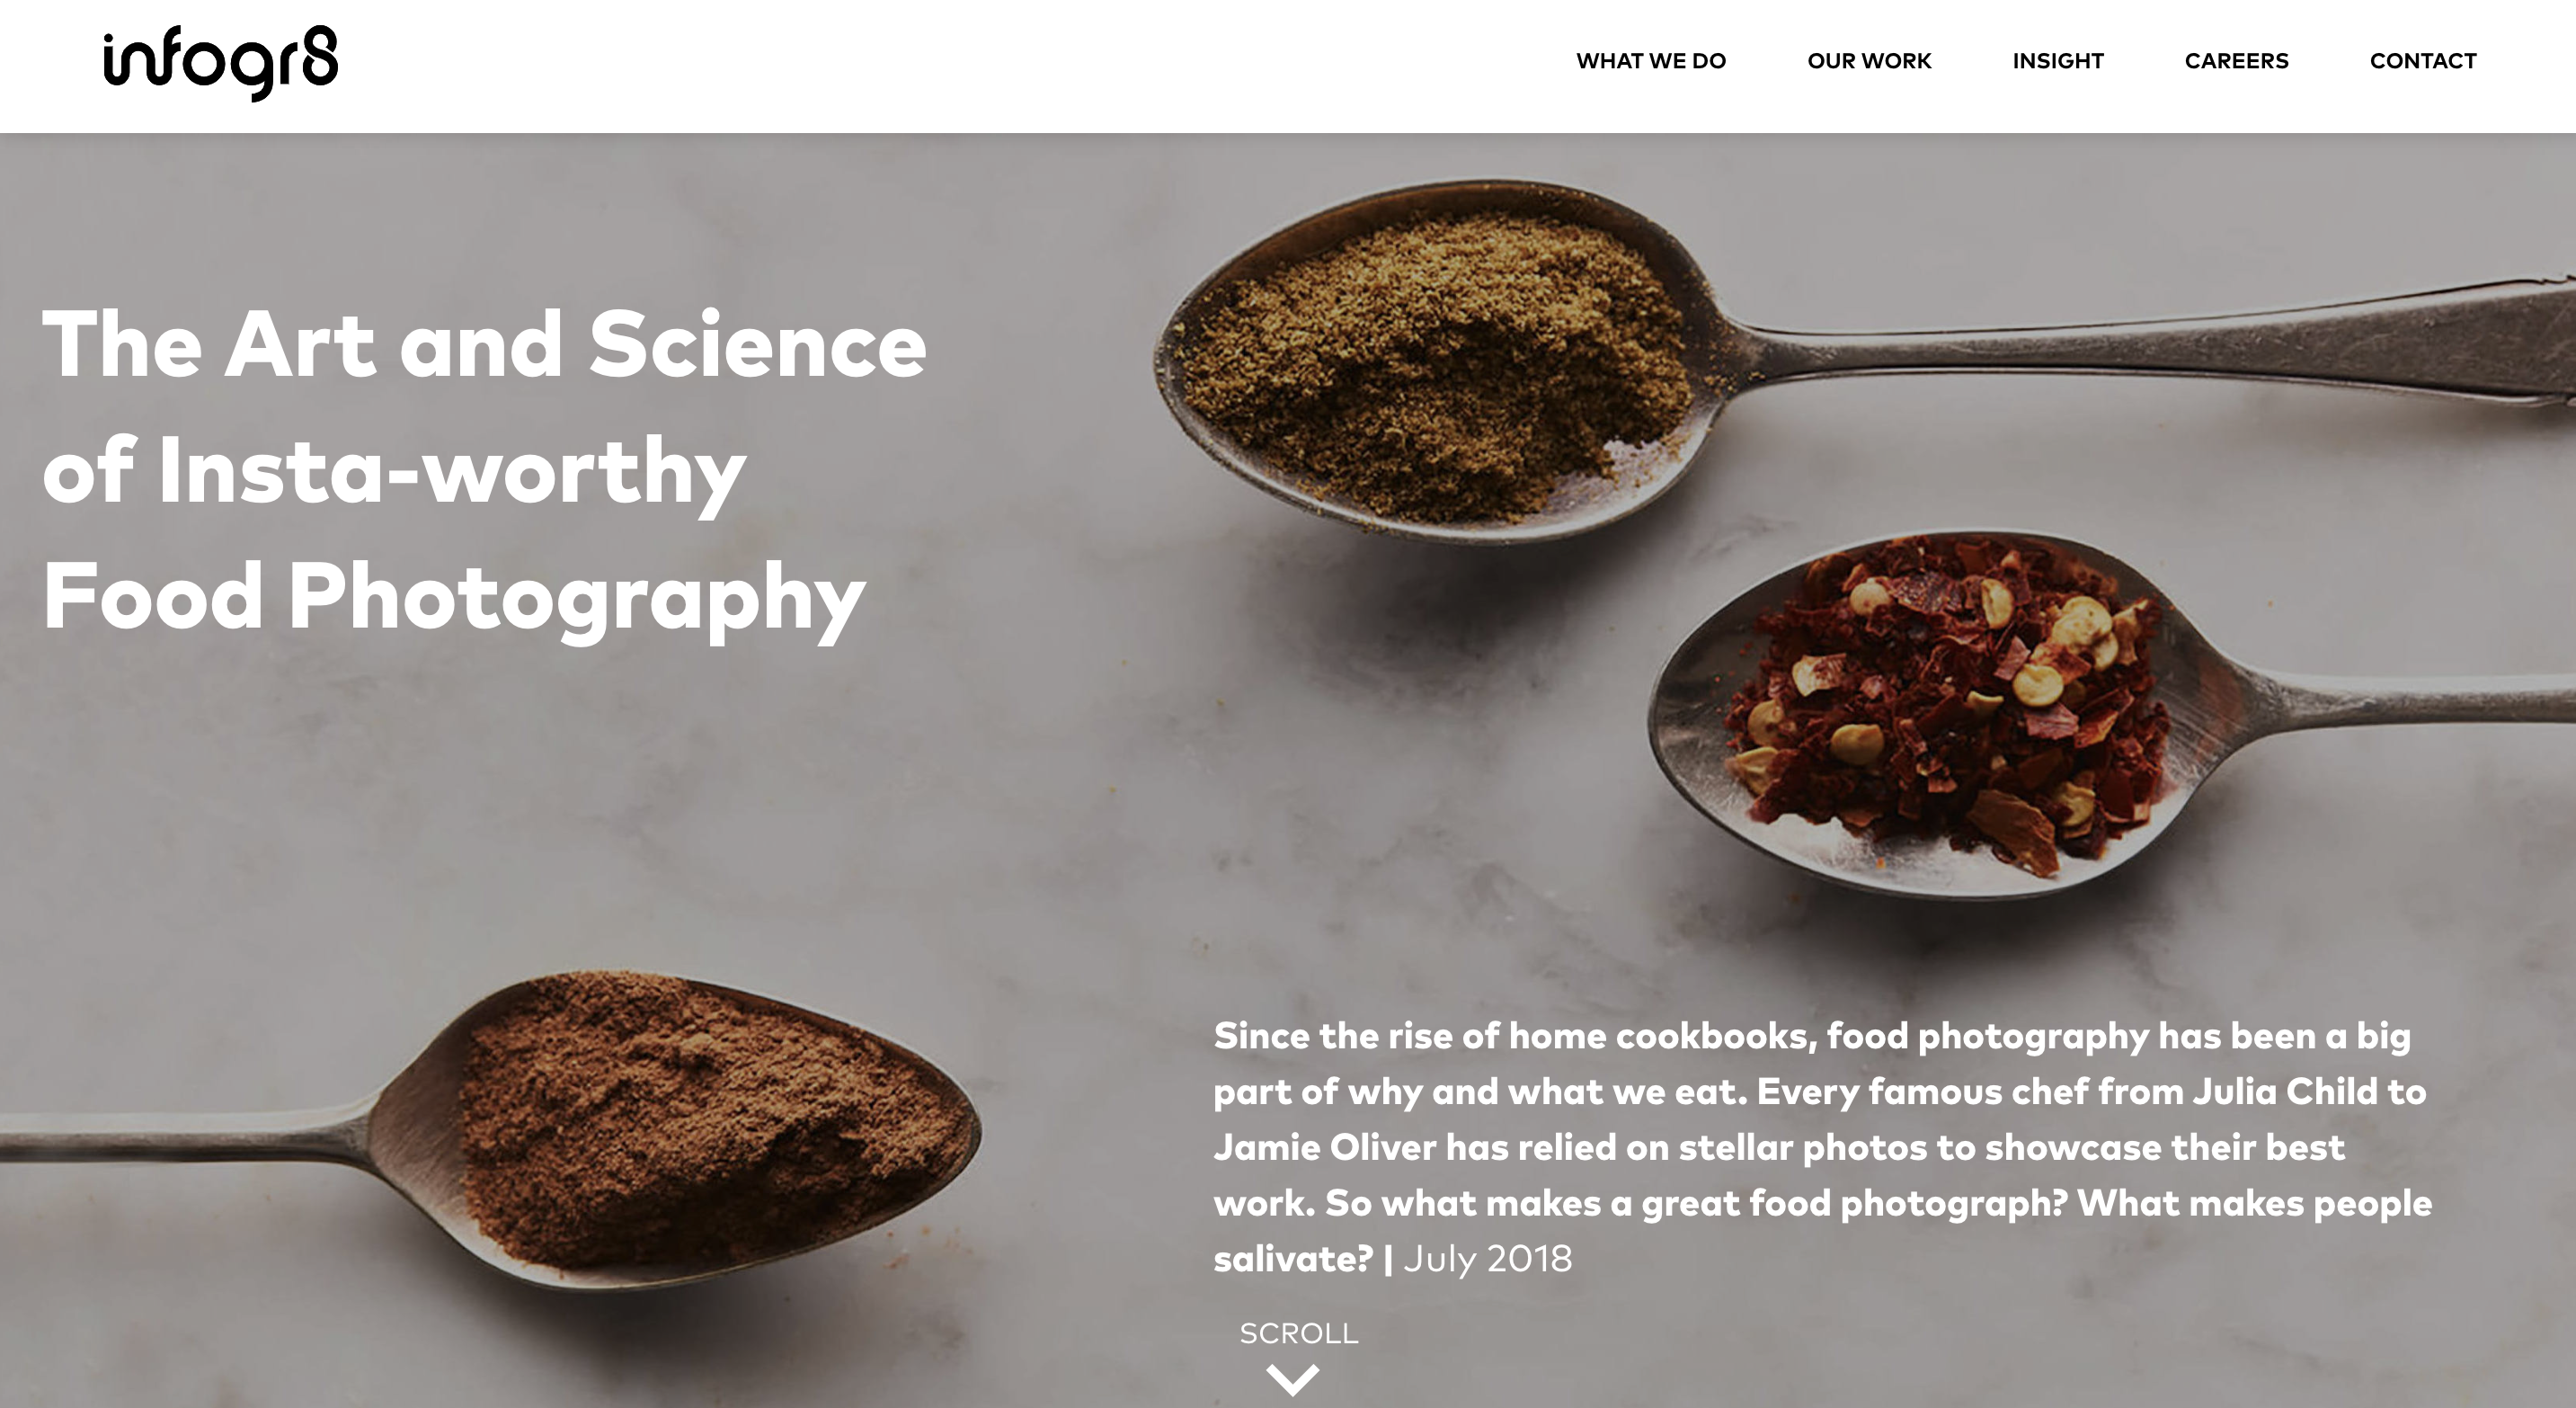 infogr8
WHAT WE DO OUR WORK INSIGHT CAREERS CONTACT
The Art and Science
of Insta-worthy
Food Photography
Since the rise of home cookbooks, food photography has been a big
part of why and what we eat. Every famous chef from Julia Child to
Jamie Oliver has relied on stellar photos to showcase their best
work. So what makes a great food photograph? What makes people
salivate? | July 2018
SCROLL